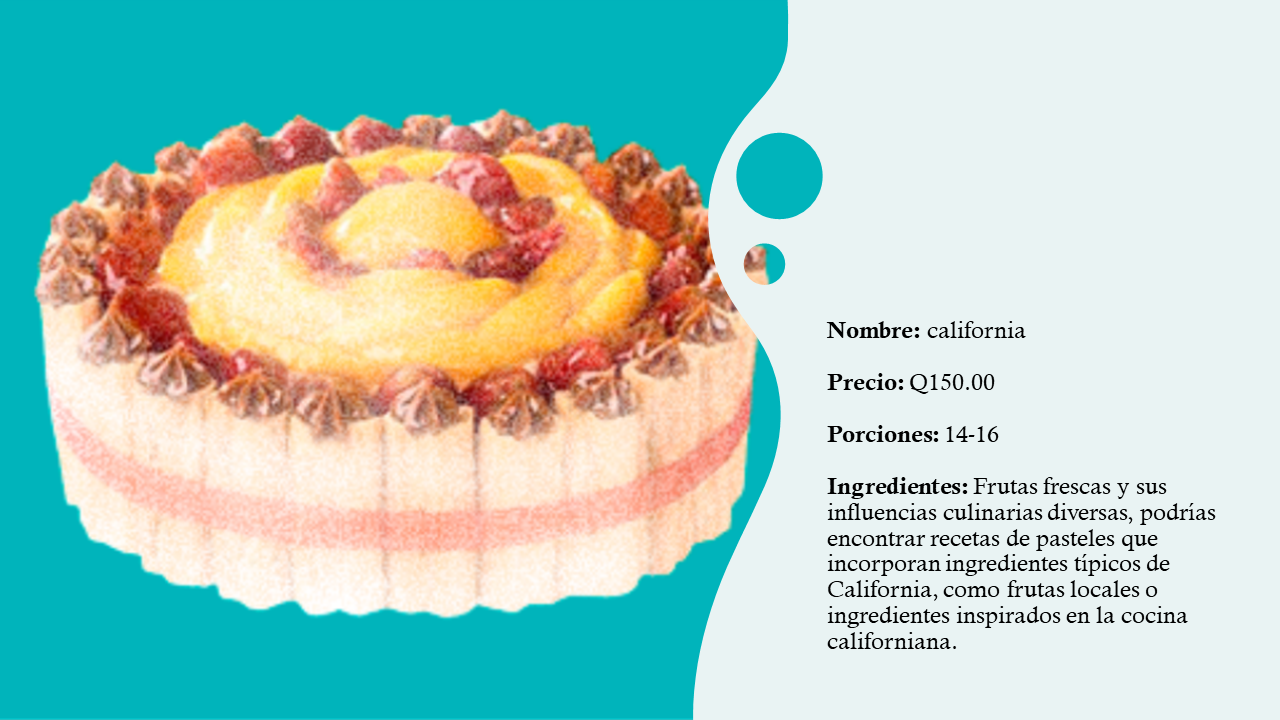 Nombre: california
Precio: Q150.00
Porciones: 14-16
Ingredientes: Frutas frescas y sus
influencias culinarias diversas, podrías
encontrar recetas de pasteles que
incorporan ingredientes típicos de
California, como frutas locales o
ingredientes inspirados en la cocina
californiana.